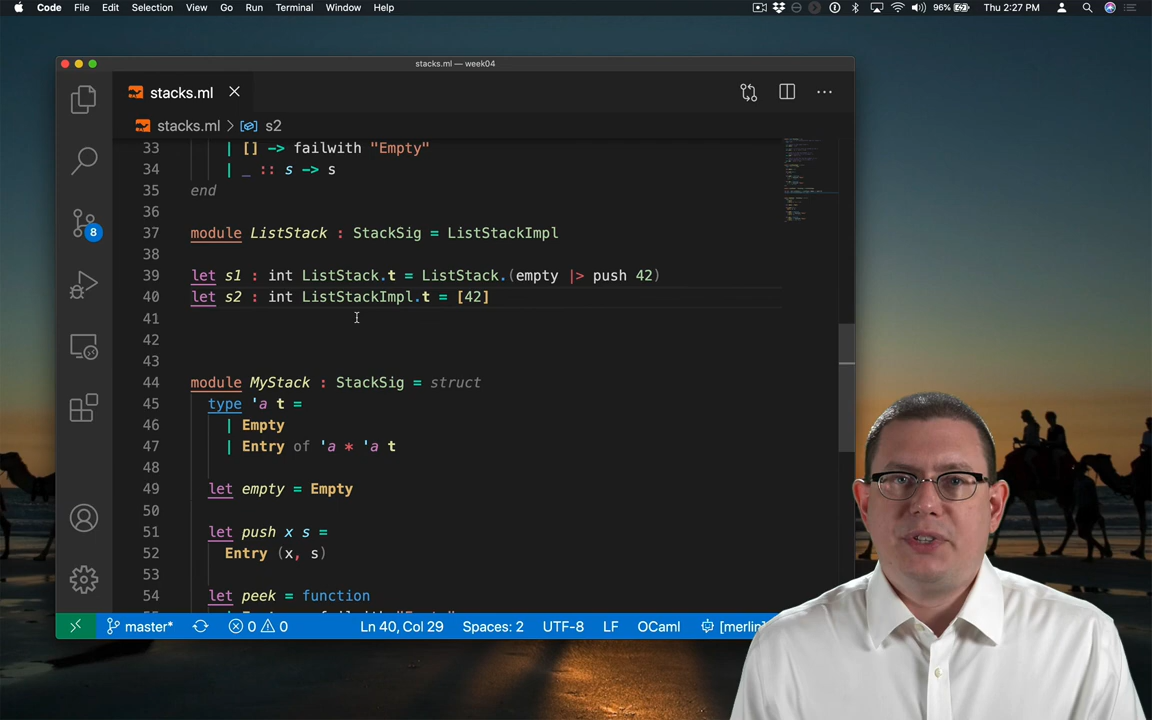 Code File Edit Selection View Go Run Terminal Window Help 96% Thu 2:27 PM
stacks.ml — week04
stacks.ml
stacks.ml > s2
33 | [] -> failwith "Empty"
34 | _ :: s -> s
35 end
36
37 module ListStack : StackSig = ListStackImpl
38
39 let s1 : int ListStack.t = ListStack.(empty |> push 42)
40 let s2 : int ListStackImpl.t = [42]
41
42
43
44 module MyStack : StackSig = struct
45 type 'a t =
46 | Empty
47 | Entry of 'a * 'a t
48
49 let empty = Empty
50
51 let push x s =
52 Entry (x, s)
53
54 let peek = function
8
master* 0 0 Ln 40, Col 29 Spaces: 2 UTF-8 LF OCaml [merlin]